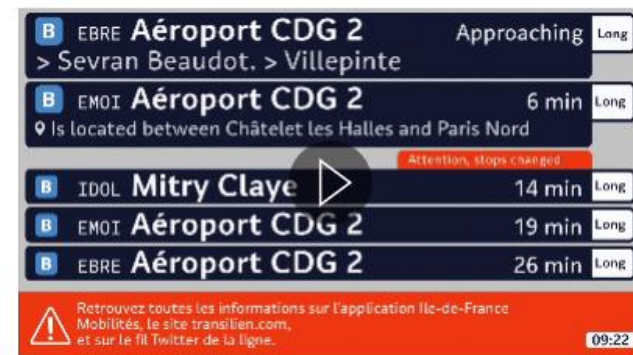 B EBRE Aéroport CDG 2 Approaching Long
> Sevran Beaudot. > Villepinte
B EMOI Aéroport CDG 2 6 min Long
Is located between Châtelet les Halles and Paris Nord
Attention, stops changed
B IDOL Mitry Claye 14 min Long
B EMOI Aéroport CDG 2 19 min Long
B EBRE Aéroport CDG 2 26 min Long
Retrouvez toutes les informations sur l'application Ile-de-France
Mobilités, le site transilien.com,
et sur le fil Twitter de la ligne.
09:22